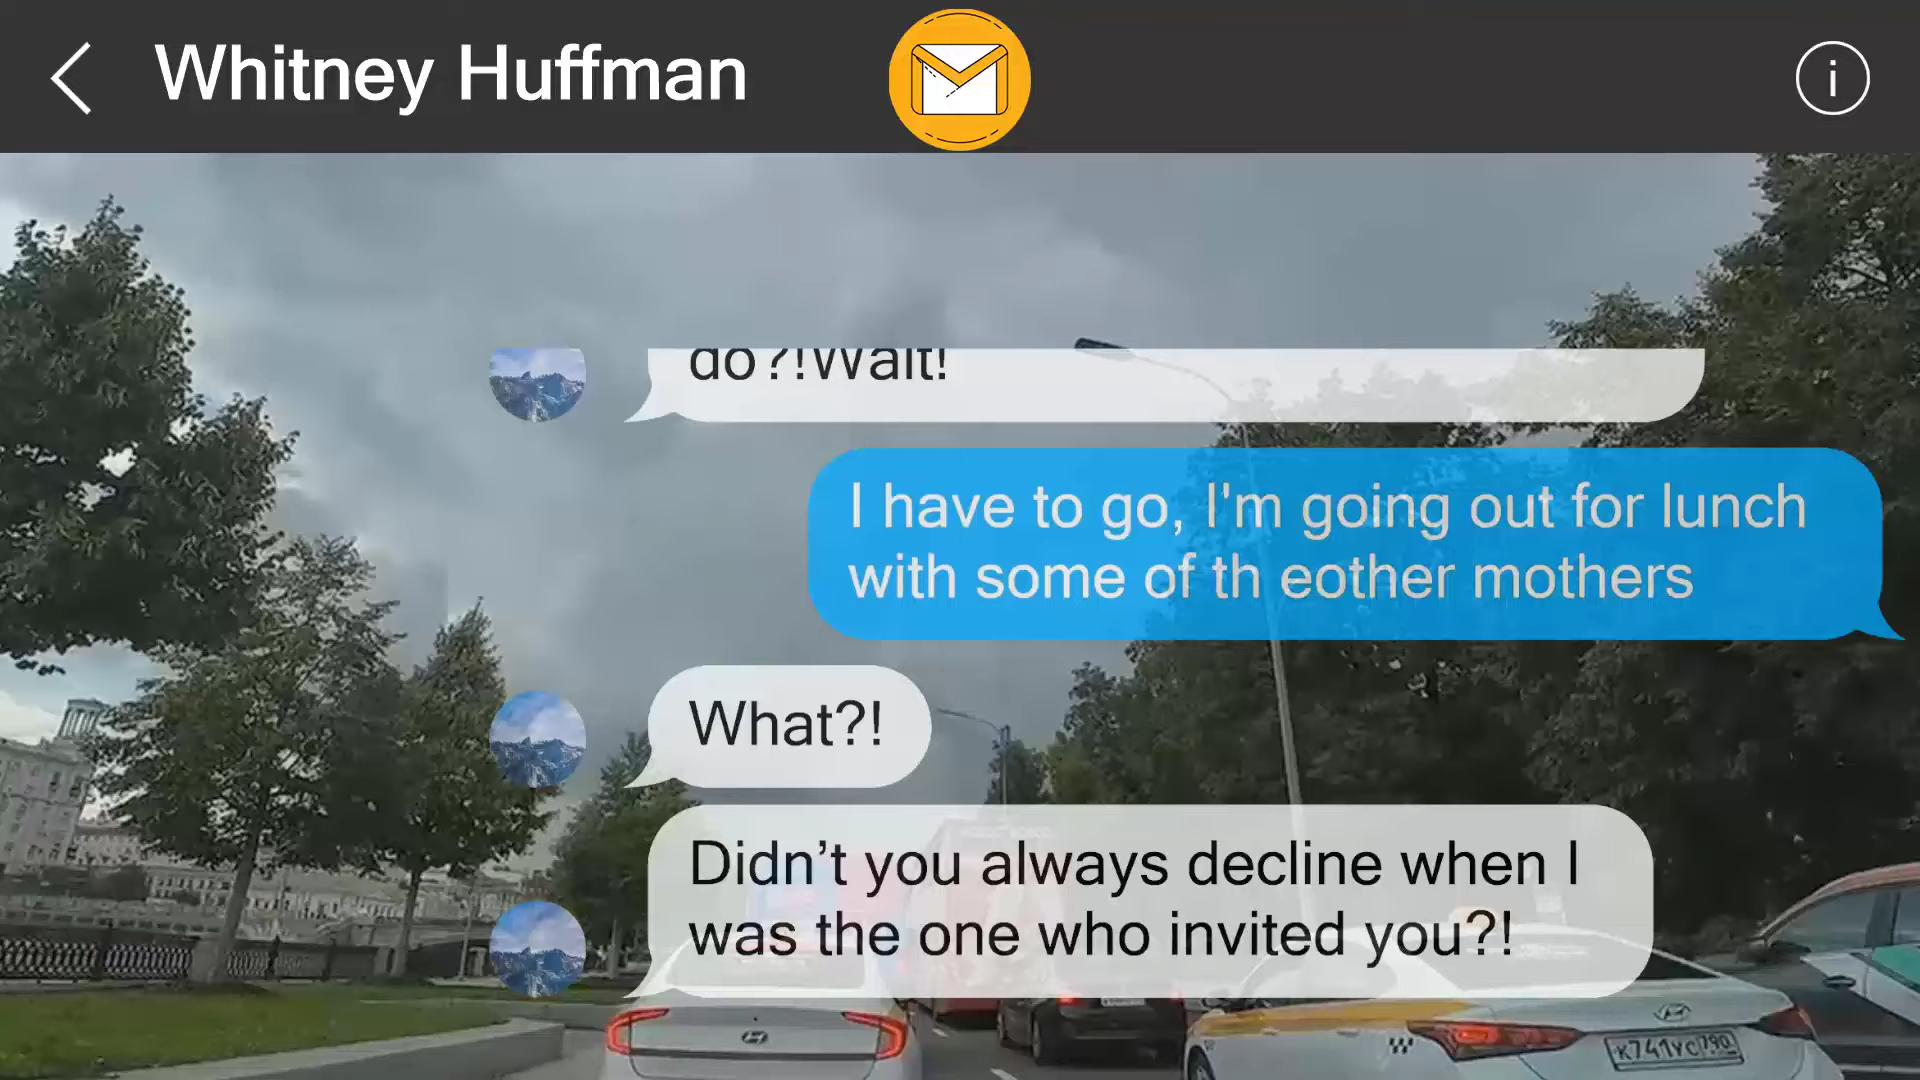 Whitney Huffman
i
do?!Wait!
I have to go, I'm going out for lunch
with some of th eother mothers
What?!
Didn’t you always decline when I
was the one who invited you?!
К741УС790